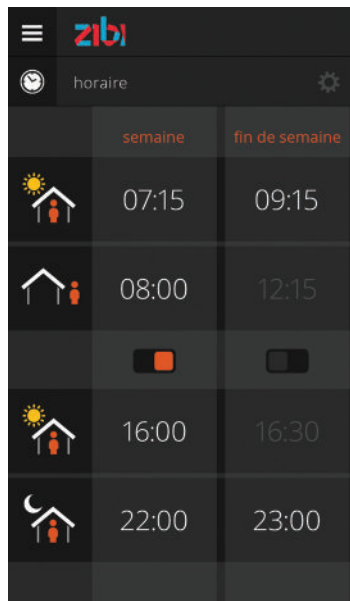 zibi
horaire
semaine fin de semaine
07:15 09:15
08:00 12:15
16:00 16:30
22:00 23:00